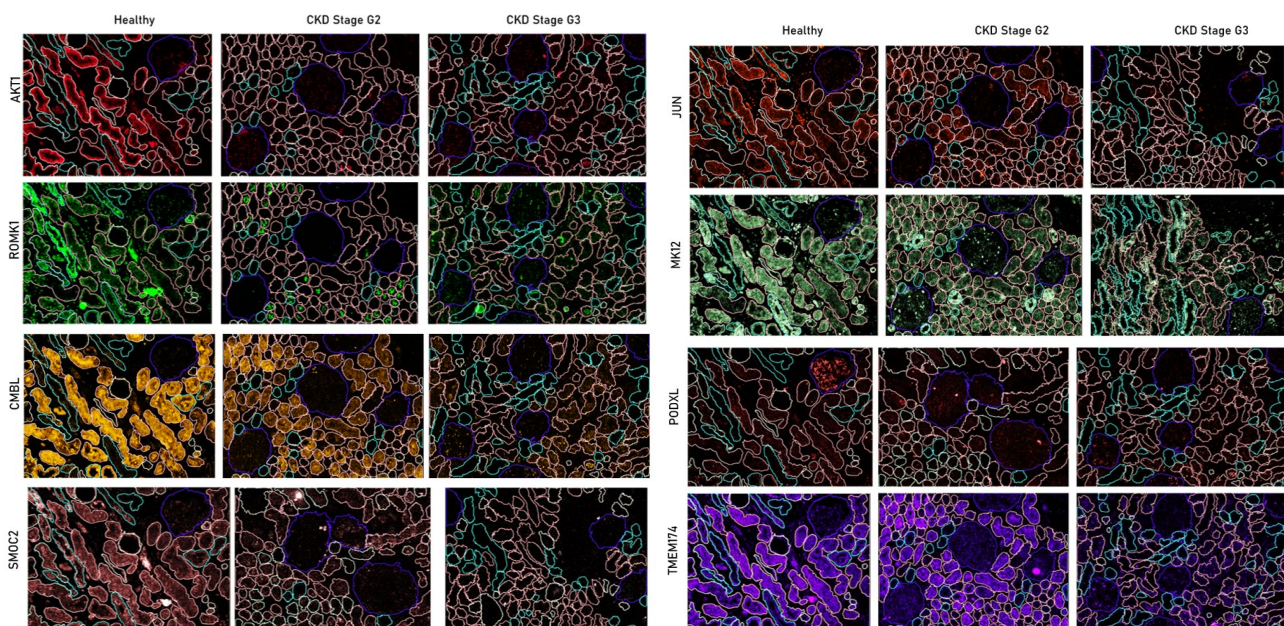 Healthy CKD Stage G2 CKD Stage G3
AKT1
ROMK1
CMBL
SMOC2
Healthy CKD Stage G2 CKD Stage G3
JUN
MK12
PODXL
TMEM174